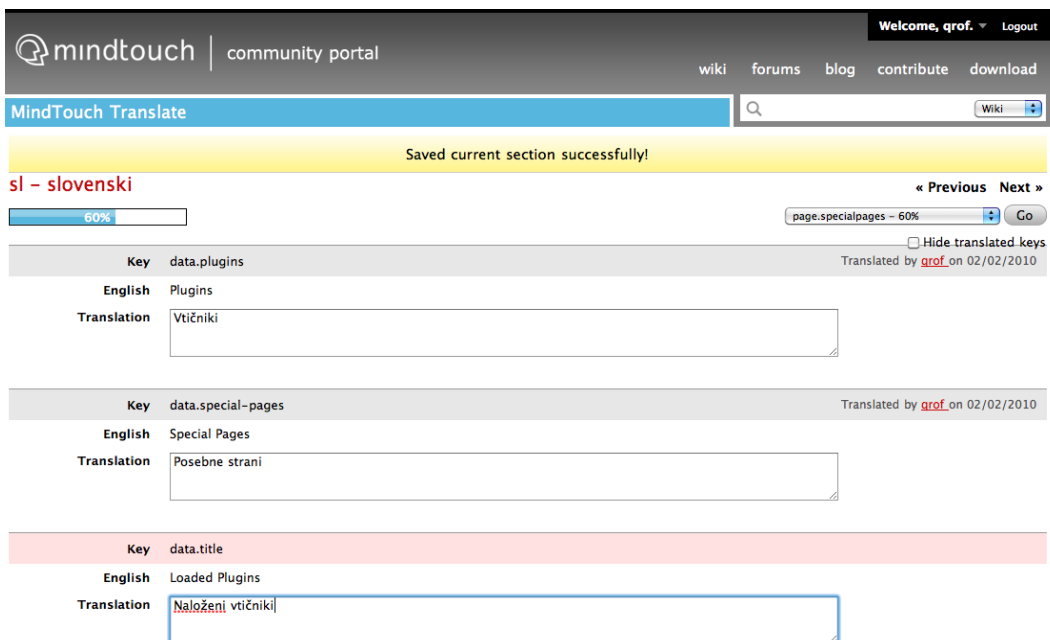 Welcome, qrof. Logout
mindtouch | community portal
wiki forums blog contribute download
MindTouch Translate
Wiki
Saved current section successfully!
sl – slovenski
« Previous Next »
60%
page.specialpages – 60% Go
Hide translated keys
Key data.plugins Translated by qrof on 02/02/2010
English Plugins
Translation Vtičniki
Key data.special-pages Translated by qrof on 02/02/2010
English Special Pages
Translation Posebne strani
Key data.title
English Loaded Plugins
Translation Naloženi vtičniki